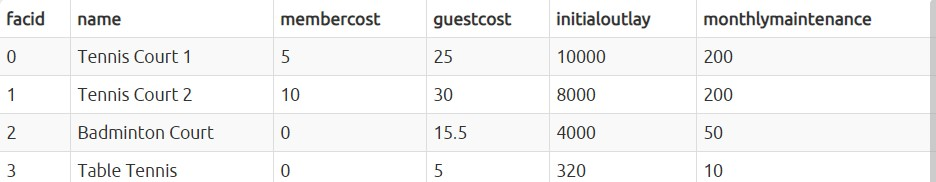 facid name membercost guestcost initialoutlay monthlymaintenance
0 Tennis Court 1 5 25 10000 200
1 Tennis Court 2 10 30 8000 200
2 Badminton Court 0 15.5 4000 50
3 Table Tennis 0 5 320 10